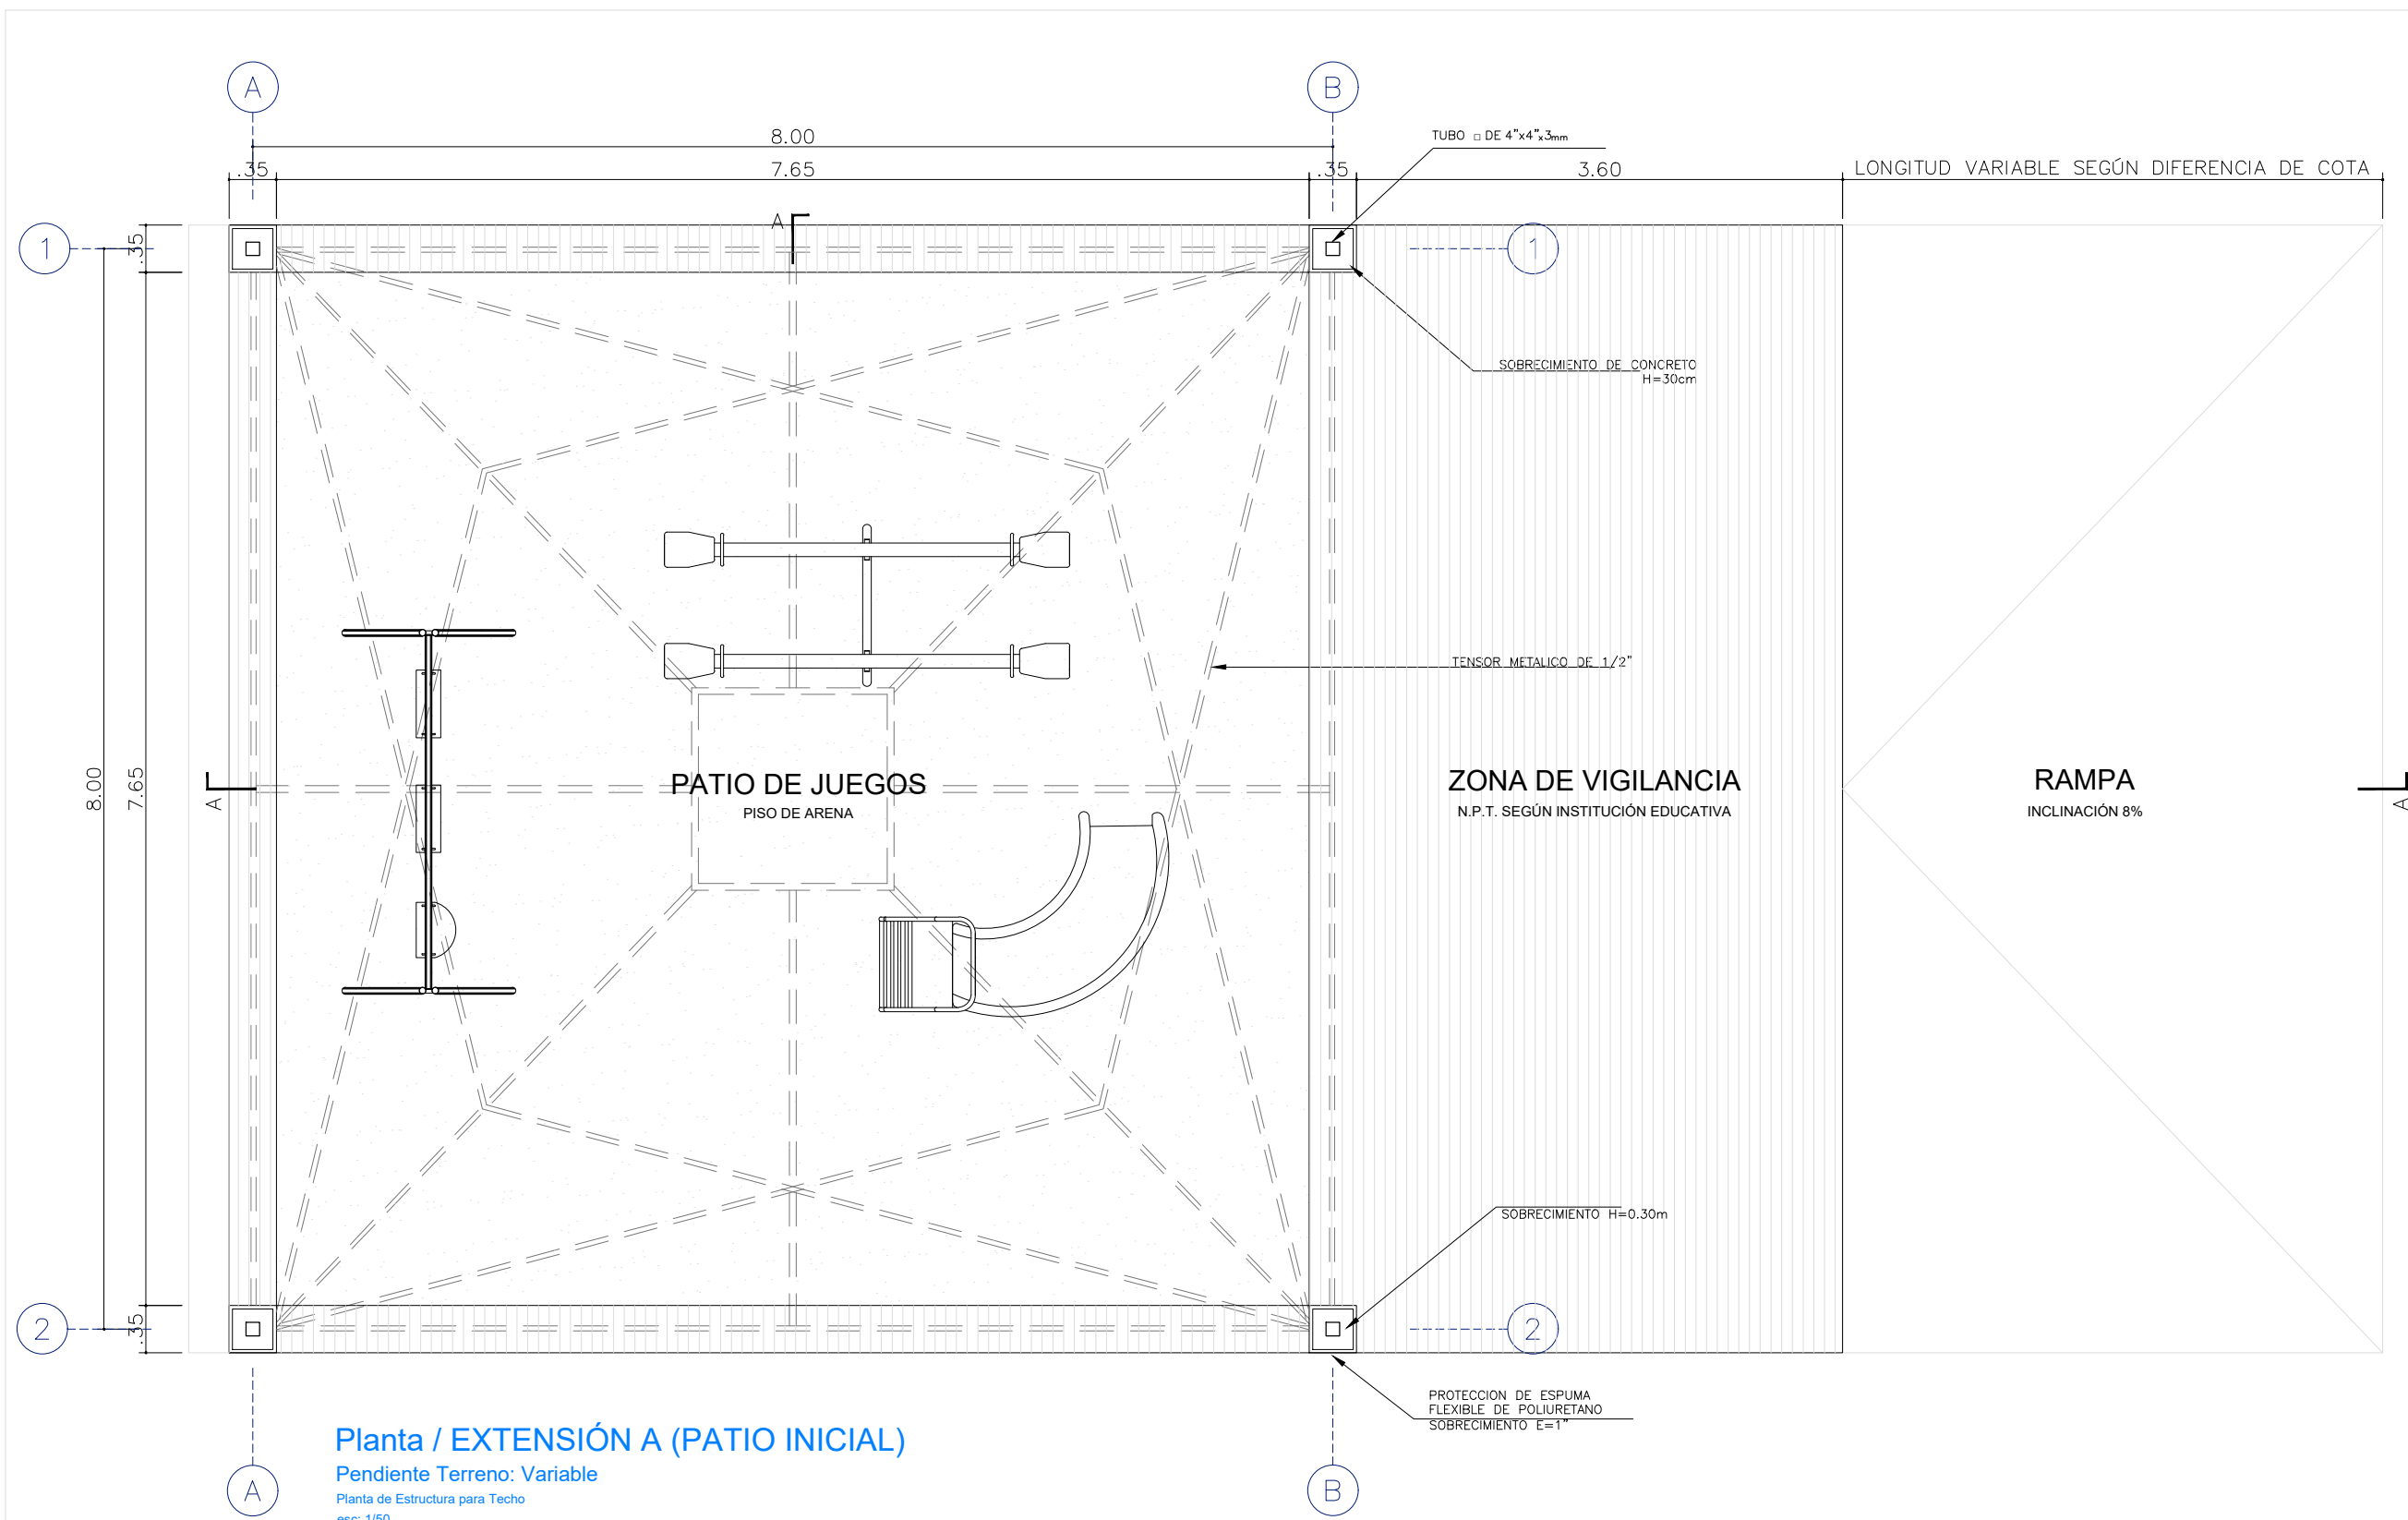 A
B
8.00
TUBO □ DE 4"x4"x3mm
.35
7.65
.35
3.60
LONGITUD VARIABLE SEGÚN DIFERENCIA DE COTA
A
1
.35
1
SOBRECIMIENTO DE CONCRETO
H=30cm
TENSOR METALICO DE 1/2"
8.00
7.65
A
PATIO DE JUEGOS
PISO DE ARENA
ZONA DE VIGILANCIA
N.P.T. SEGÚN INSTITUCIÓN EDUCATIVA
RAMPA
INCLINACIÓN 8%
A
SOBRECIMIENTO H=0.30m
2
.35
2
PROTECCION DE ESPUMA
FLEXIBLE DE POLIURETANO
SOBRECIMIENTO E=1"
Planta / EXTENSIÓN A (PATIO INICIAL)
Pendiente Terreno: Variable
Planta de Estructura para Techo
esc: 1/50
A
B